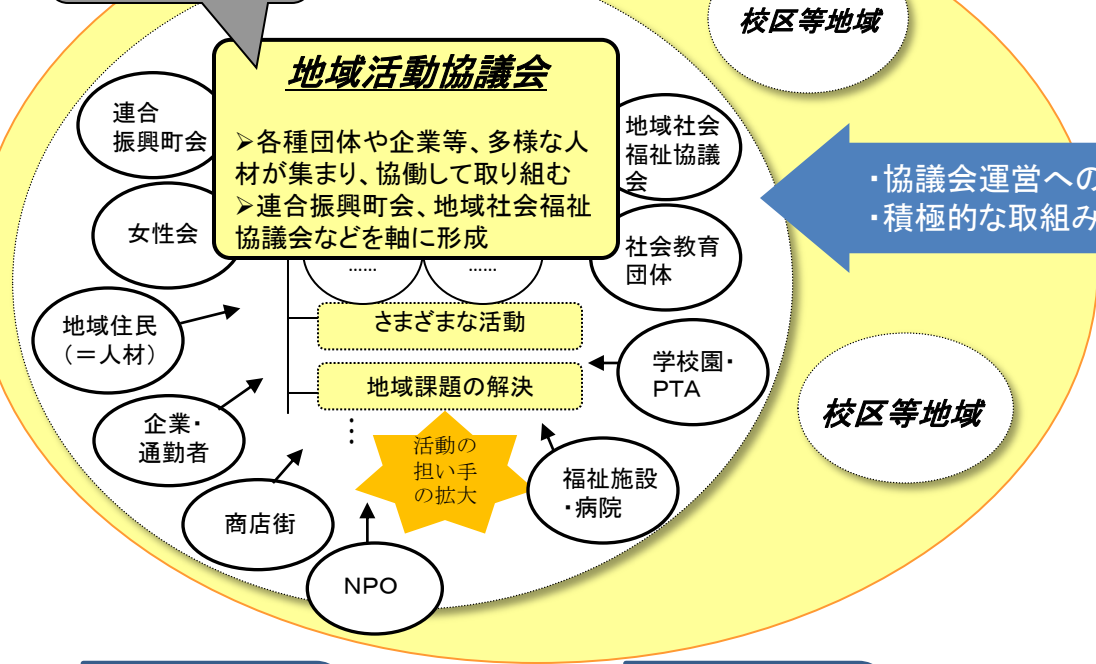 校区等地域
地域活動協議会
➢各種団体や企業等、多様な人
材が集まり、協働して取り組む
➢連合振興町会、地域社会福祉
協議会などを軸に形成
連合
振興町会
女性会
地域住民
（＝人材）
企業・
通勤者
商店街
NPO
地域社会
福祉協議
会
社会教育
団体
学校園・
PTA
福祉施設
・病院
……
……
さまざまな活動
地域課題の解決
…
活動の
担い手
の拡大
・協議会運営への
・積極的な取組み
校区等地域